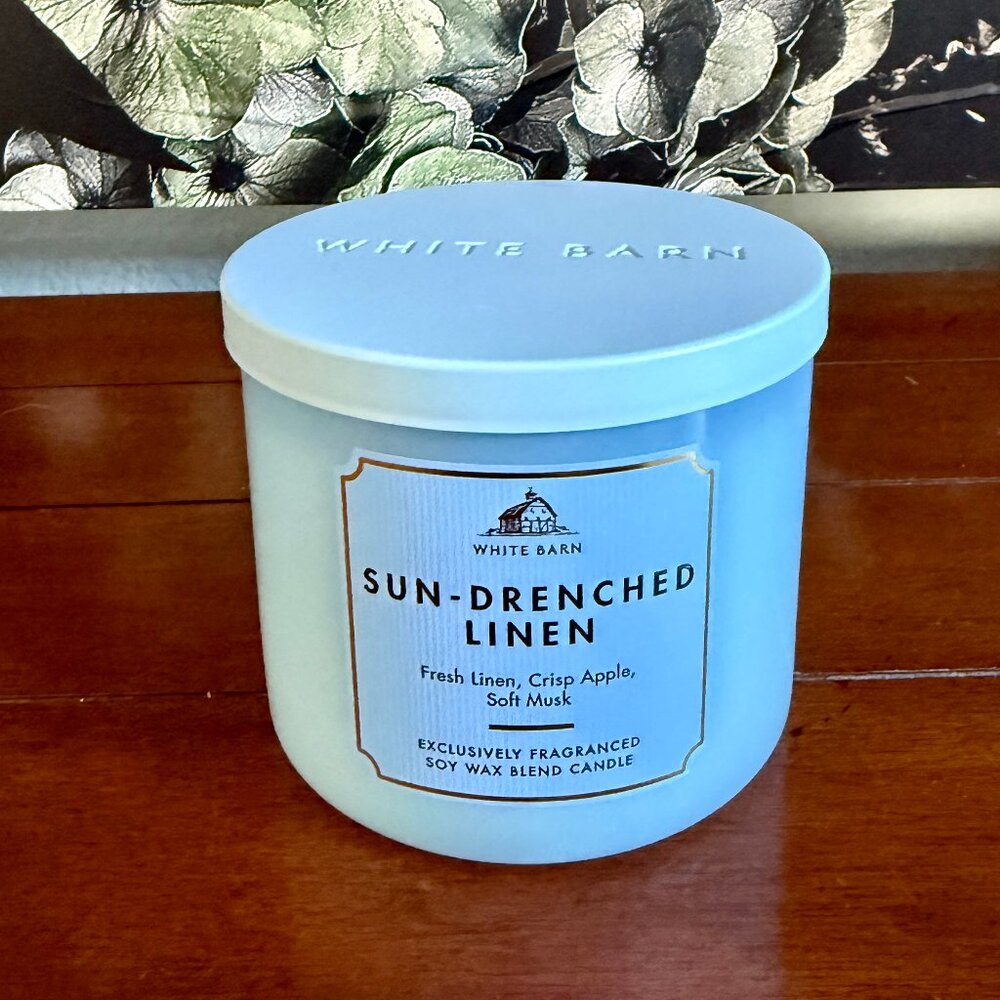 WHITE BARN
WHITE BARN
SUN-DRENCHED
LINEN
Fresh Linen, Crisp Apple,
Soft Musk
EXCLUSIVELY FRAGRANCED
SOY WAX BLEND CANDLE